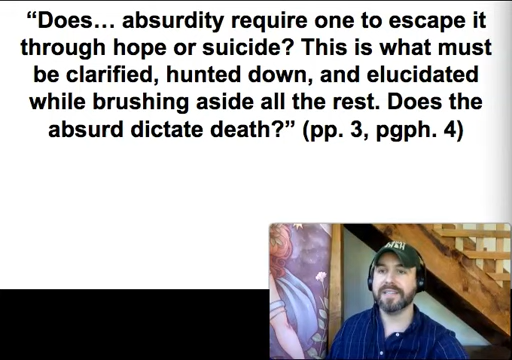 “Does… absurdity require one to escape it
through hope or suicide? This is what must
be clarified, hunted down, and elucidated
while brushing aside all the rest. Does the
absurd dictate death?” (pp. 3, pgph. 4)